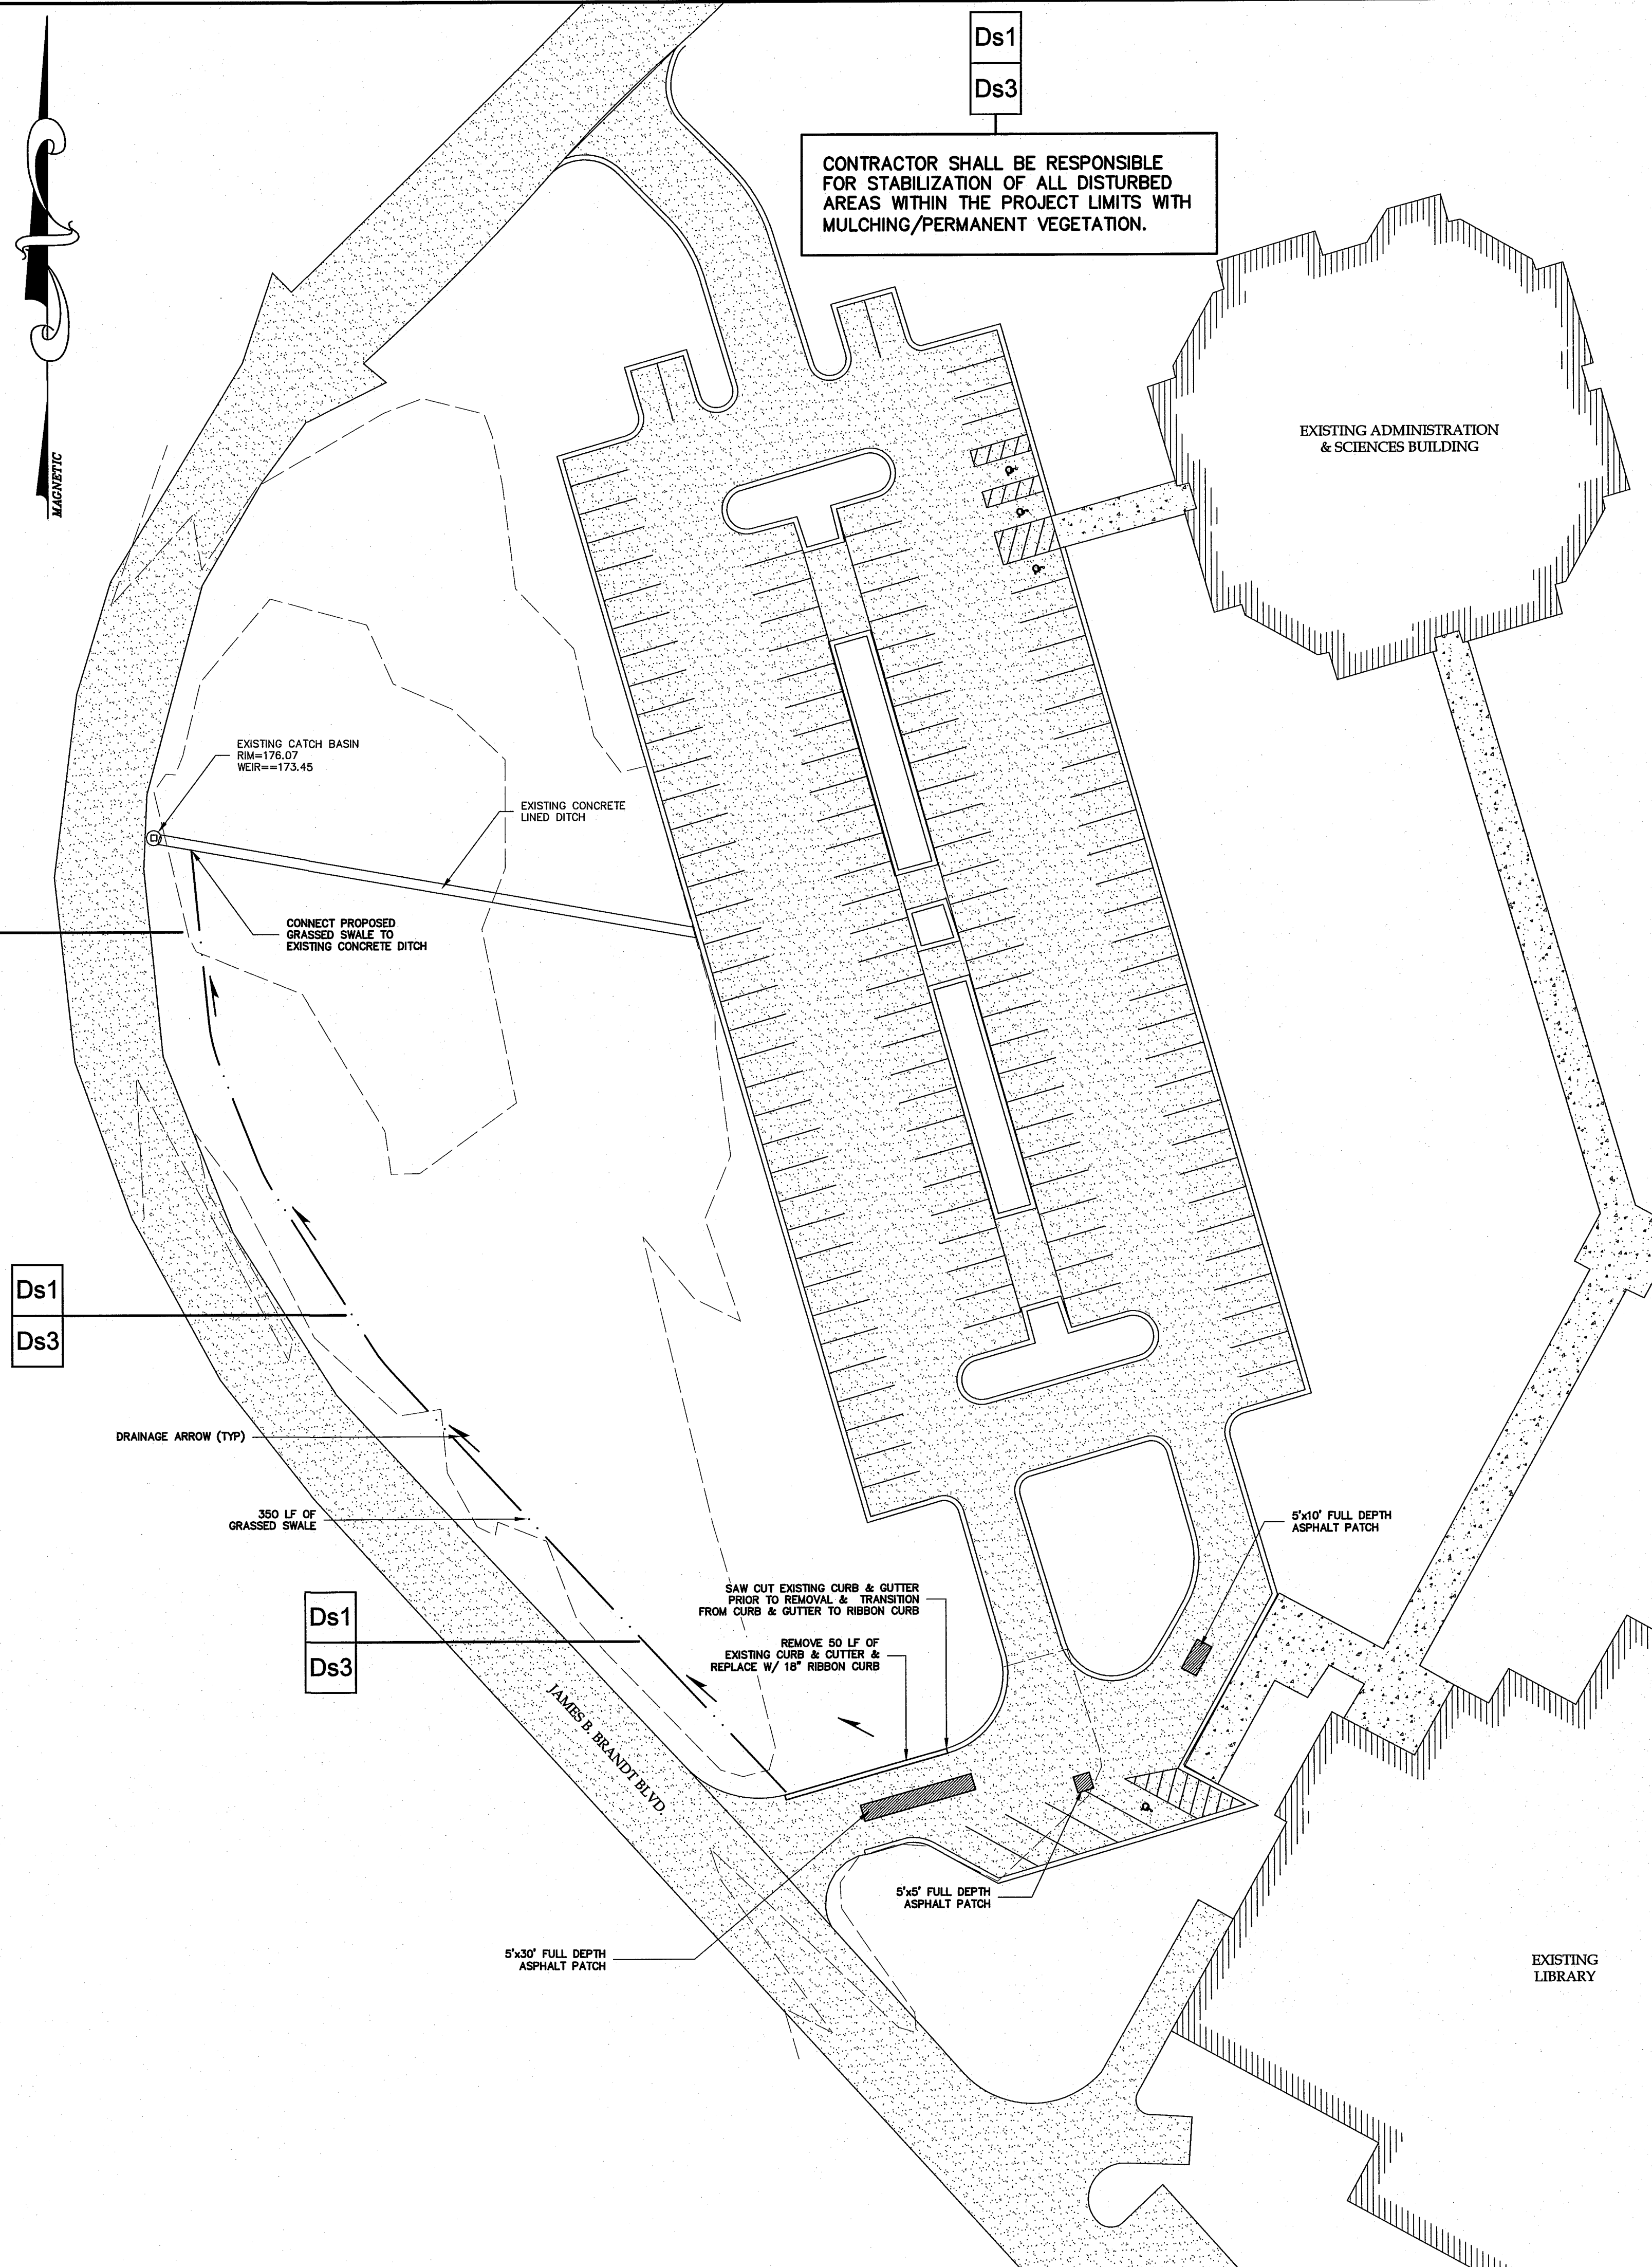 Ds1
Ds3
CONTRACTOR SHALL BE RESPONSIBLE
FOR STABILIZATION OF ALL DISTURBED
AREAS WITHIN THE PROJECT LIMITS WITH
MULCHING/PERMANENT VEGETATION.
MAGNETIC
EXISTING ADMINISTRATION
& SCIENCES BUILDING
EXISTING CATCH BASIN
RIM=176.07
WEIR==173.45
EXISTING CONCRETE
LINED DITCH
CONNECT PROPOSED
GRASSED SWALE TO
EXISTING CONCRETE DITCH
Ds1
Ds3
DRAINAGE ARROW (TYP)
350 LF OF
GRASSED SWALE
5'x10' FULL DEPTH
ASPHALT PATCH
Ds1
Ds3
SAW CUT EXISTING CURB & GUTTER
PRIOR TO REMOVAL & TRANSITION
FROM CURB & GUTTER TO RIBBON CURB
REMOVE 50 LF OF
EXISTING CURB & CUTTER &
REPLACE W/ 18" RIBBON CURB
JAMES B. BRANDT BLVD.
5'x5' FULL DEPTH
ASPHALT PATCH
5'x30' FULL DEPTH
ASPHALT PATCH
EXISTING
LIBRARY